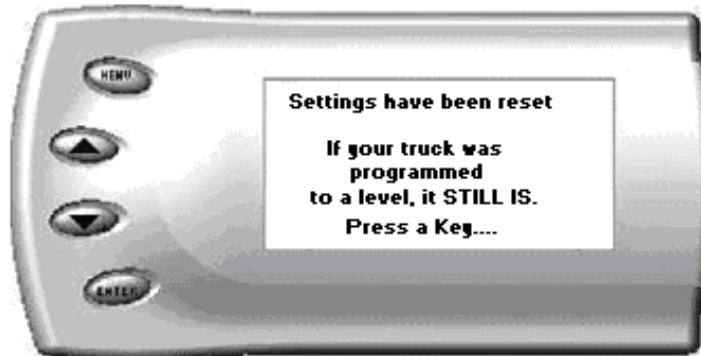 MENU
Settings have been reset
If your truck was
programmed
to a level, it STILL IS.
Press a Key....
ENTER